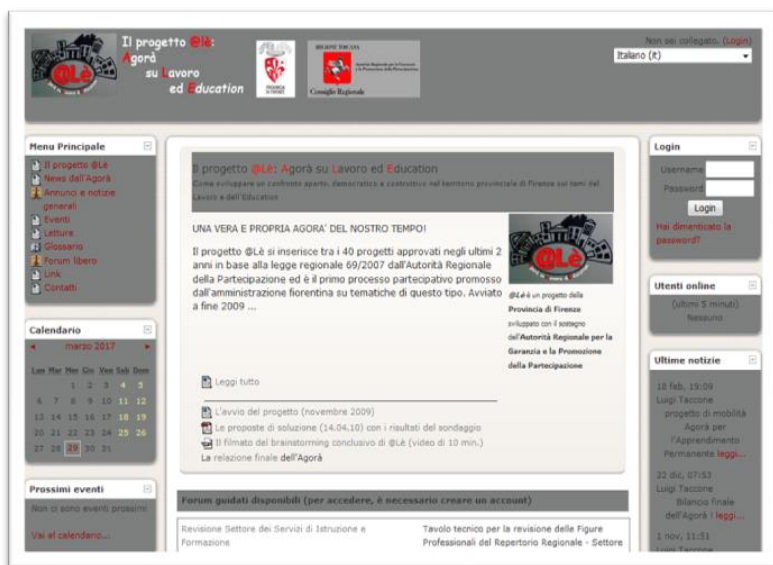 Il progetto @Lè:
Agorà
su Lavoro
ed Education
REGIONE TOSCANA
Consiglio Regionale
Non sei collegato. (Login)
Italiano (it)
Menu Principale
Il progetto @Lè
News dall'Agorà
Annunci e notizie
generali
Eventi
Letture
Glossario
Forum libero
Link
Contatti
Calendario
marzo 2017
Lun Mar Mer Gio Ven Sab Dom
1 2 3 4 5
6 7 8 9 10 11 12
13 14 15 16 17 18 19
20 21 22 23 24 25 26
27 28 29 30 31
Prossimi eventi
Non ci sono eventi prossimi
Vai al calendario...
Il progetto @Lè: Agorà su Lavoro ed Education
Come sviluppare un confronto aperto, democratico e costruttivo nel territorio provinciale di Firenze sui temi del
Lavoro e dell'Education
UNA VERA E PROPRIA AGORA' DEL NOSTRO TEMPO!
Il progetto @Lè si inserisce tra i 40 progetti approvati negli ultimi 2
anni in base alla legge regionale 69/2007 dall'Autorità Regionale
della Partecipazione ed è il primo processo partecipativo promosso
dall'amministrazione fiorentina su tematiche di questo tipo. Avviato
a fine 2009 ...
@Lè
@Lè è un progetto della
Provincia di Firenze
sviluppato con il sostegno
dell'Autorità Regionale per la
Garanzia e la Promozione
della Partecipazione
Leggi tutto
L'avvio del progetto (novembre 2009)
Le proposte di soluzione (14.04.10) con i risultati del sondaggio
Il filmato del brainstorming conclusivo di @Lè (video di 10 min.)
La relazione finale dell'Agorà
Forum guidati disponibili (per accedere, è necessario creare un account)
Revisione Settore dei Servizi di Istruzione e
Formazione
Tavolo tecnico per la revisione delle Figure
Professionali del Repertorio Regionale - Settore
Login
Username
Password
Login
Hai dimenticato la
password?
Utenti online
(ultimi 5 minuti)
Nessuno
Ultime notizie
18 feb, 19:09
Luigi Taccone
progetto di mobilità
Agorà per
l'Apprendimento
Permanente leggi...
22 dic, 07:53
Luigi Taccone
Bilancio finale
dell'Agorà ! leggi...
1 nov, 11:51
Luigi Taccone